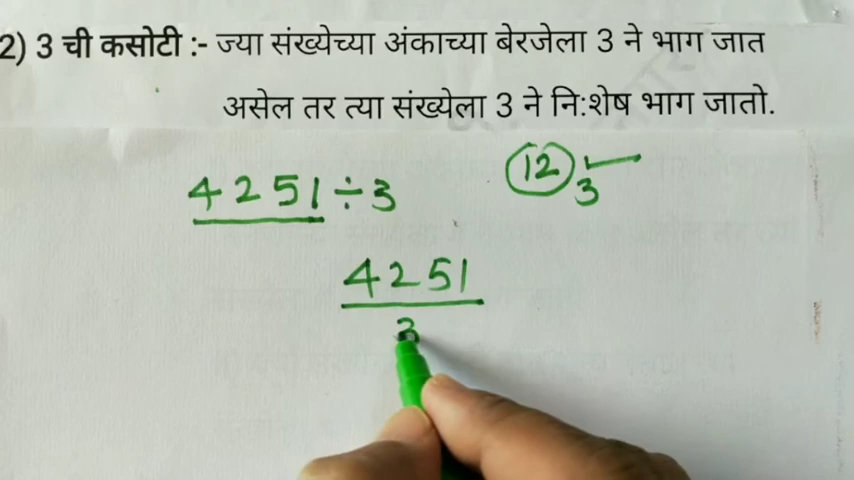 2) 3 ची कसोटी :- ज्या संख्येच्या अंकाच्या बेरजेला 3 ने भाग जात
असेल तर त्या संख्येला 3 ने नि:शेष भाग जातो.
4251÷3 12 3
4251
3